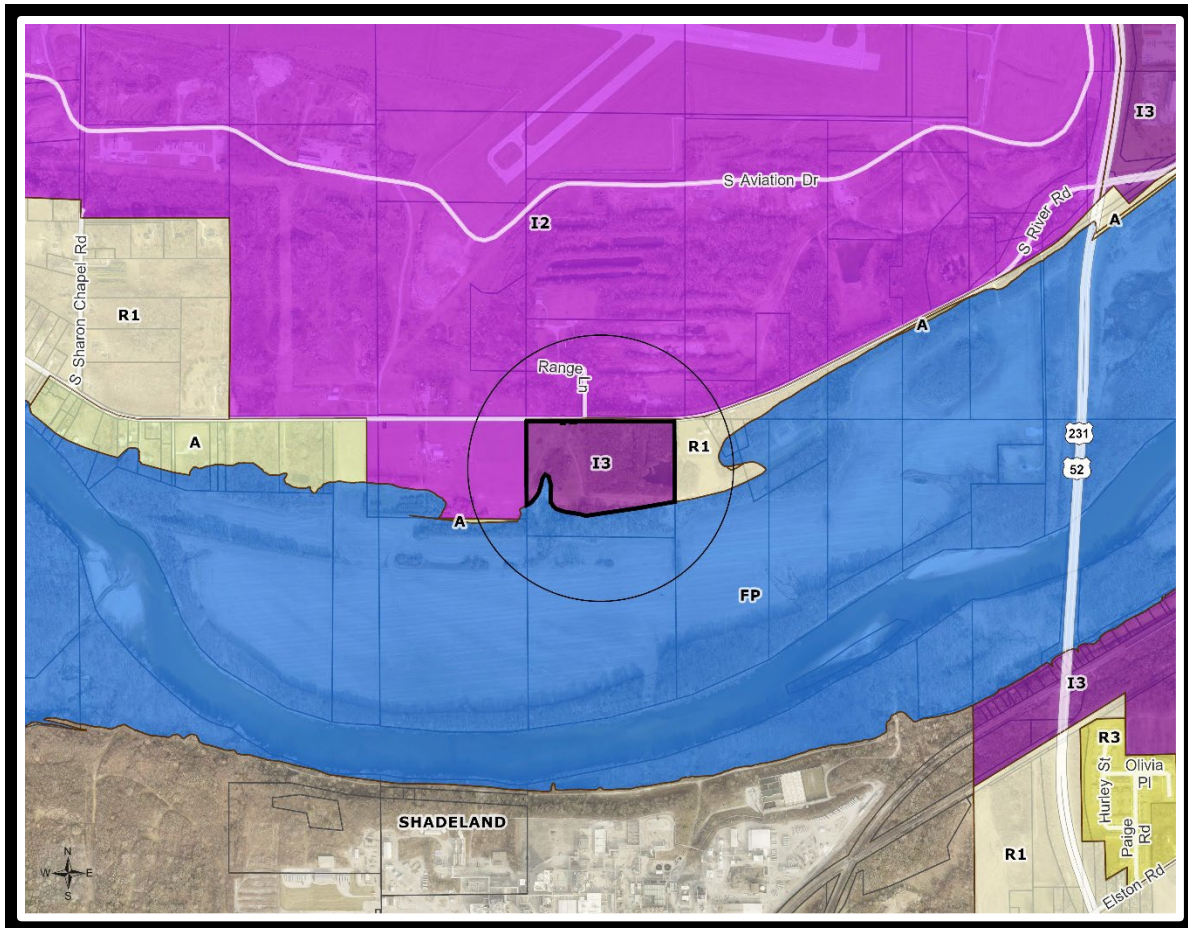 I3
S Aviation Dr
S River Rd
A
I2
S Sharon Chapel Rd
R1
A
Range
Ln
A
R1
I3
231
52
A
FP
I3
R3
Hurley St
Olivia
Pl
Paige
Rd
SHADELAND
R1
Elston Rd
N
W
E
S